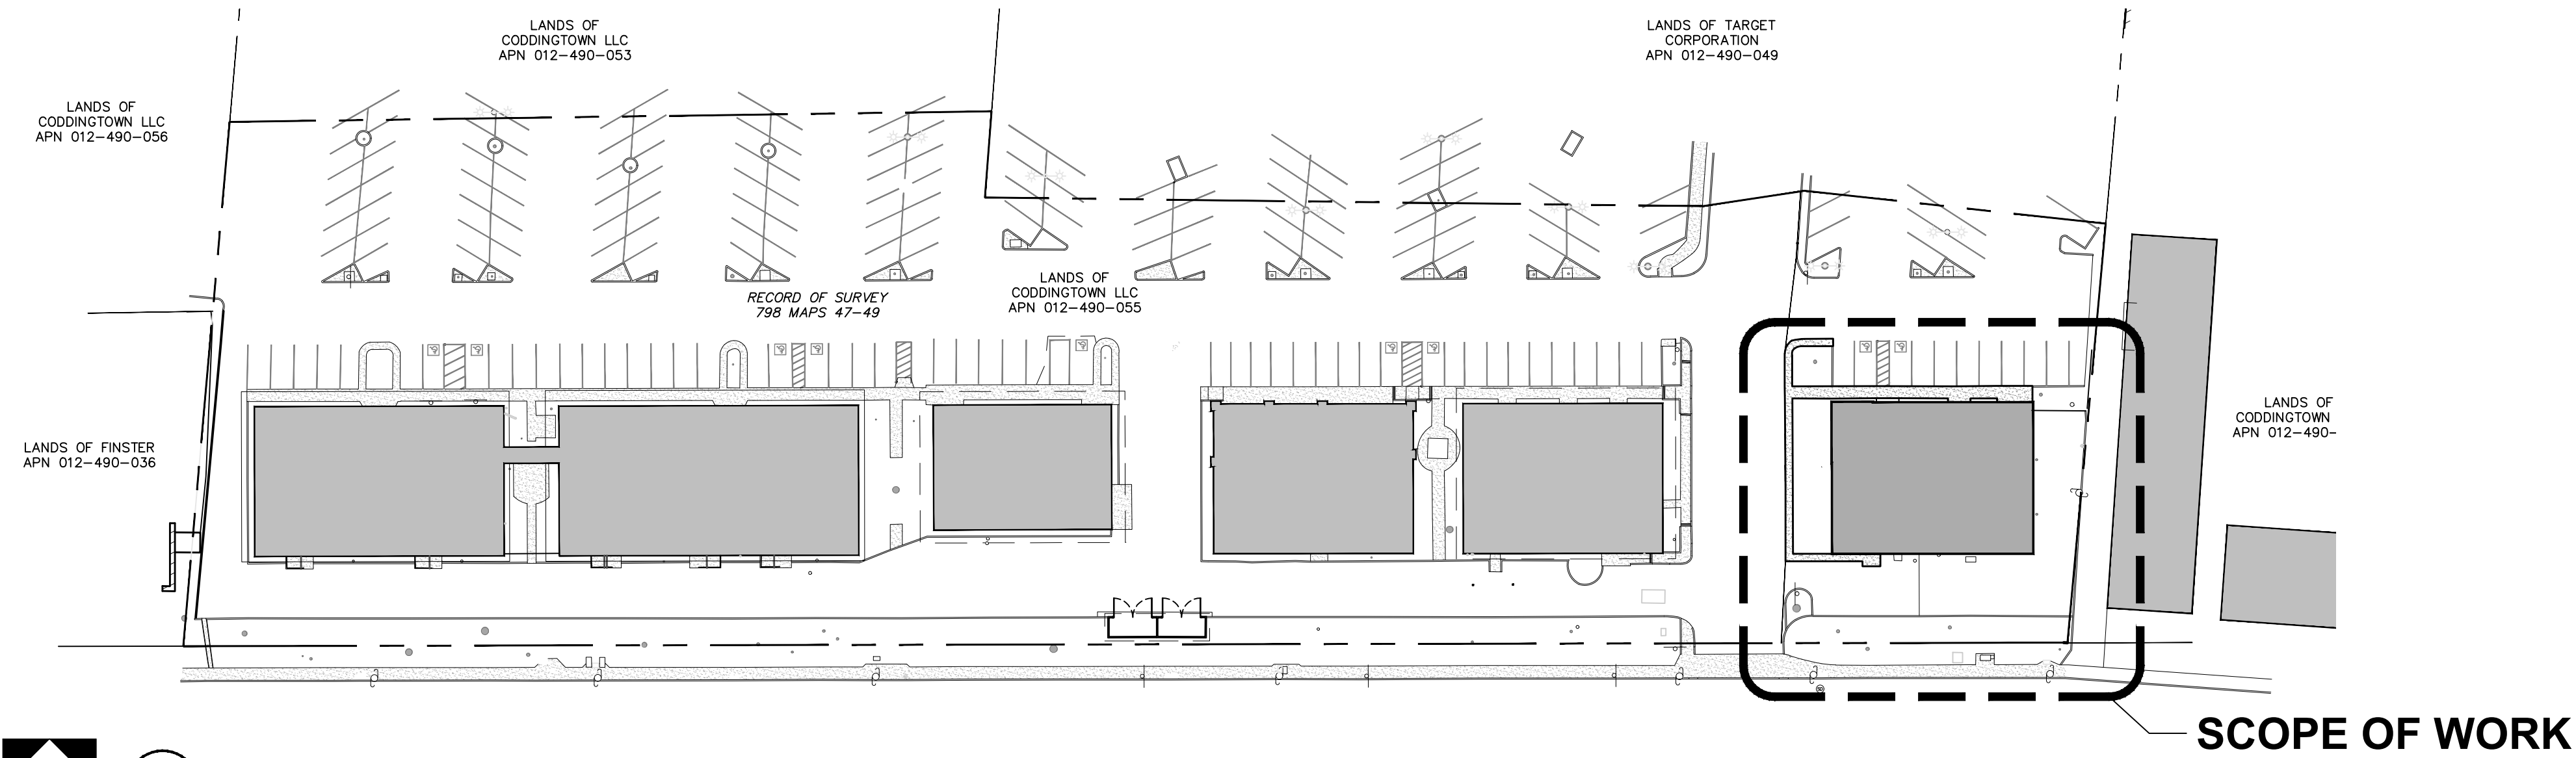 LANDS OF
CODDINGTOWN LLC
APN 012-490-053
LANDS OF TARGET
CORPORATION
APN 012-490-049
LANDS OF
CODDINGTOWN LLC
APN 012-490-056
LANDS OF
CODDINGTOWN LLC
APN 012-490-055
RECORD OF SURVEY
798 MAPS 47-49
LANDS OF FINSTER
APN 012-490-036
LANDS OF
CODDINGTOWN
APN 012-490-
SCOPE OF WORK